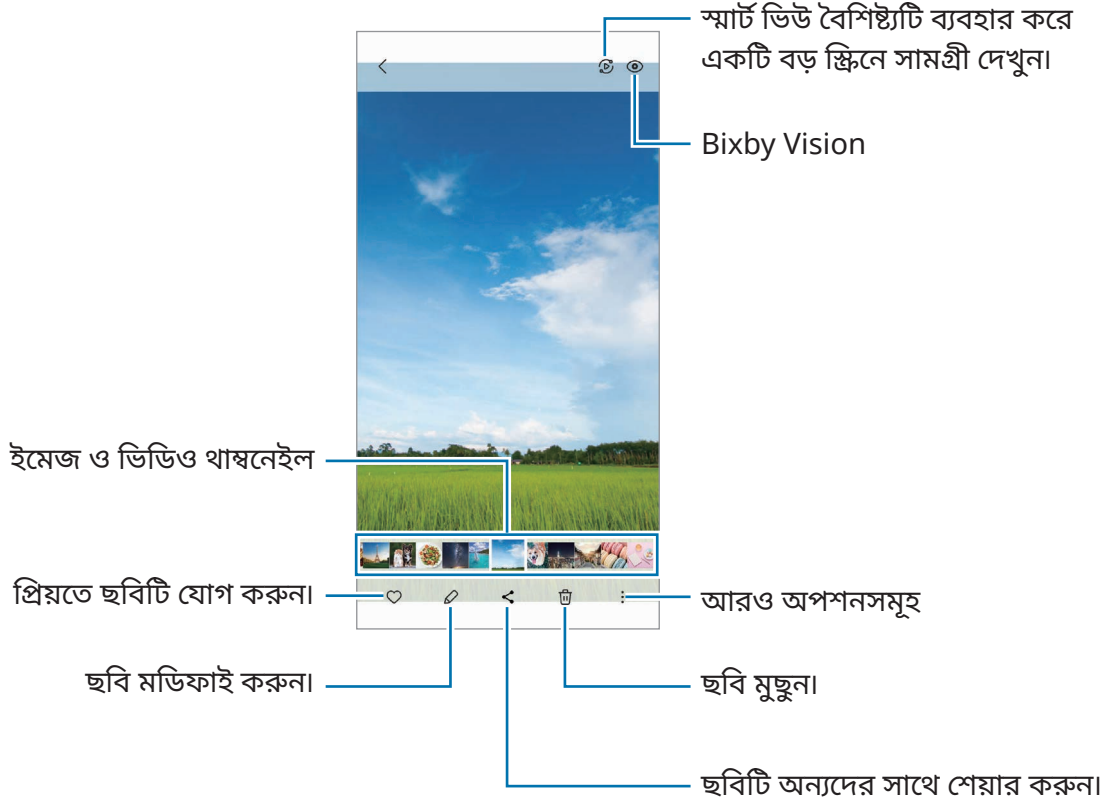 স্মার্ট ভিউ বৈশিষ্ট্যটি ব্যবহার করে
একটি বড় স্ক্রিনে সামগ্রী দেখুন।
Bixby Vision
ইমেজ ও ভিডিও থাম্বনেইল
প্রিয়তে ছবিটি যোগ করুন।
আরও অপশনসমূহ
ছবি মডিফাই করুন।
ছবি মুছুন।
ছবিটি অন্যদের সাথে শেয়ার করুন।